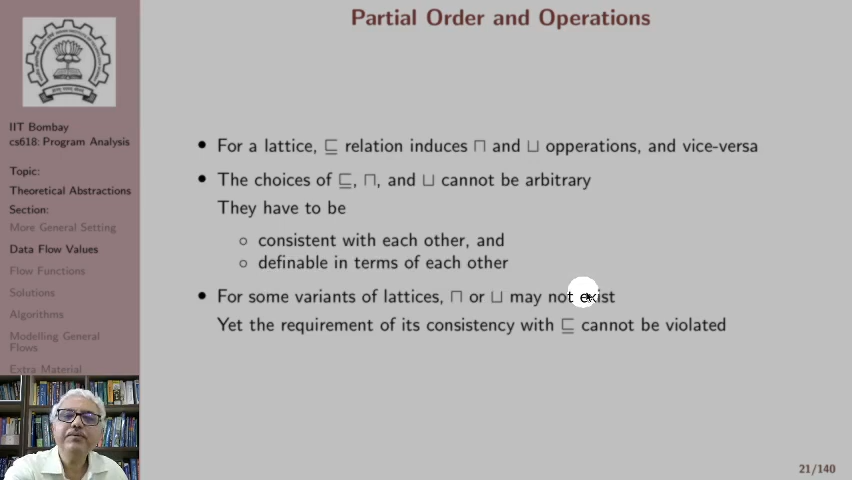 Partial Order and Operations
IIT Bombay
cs618: Program Analysis
Topic:
Theoretical Abstractions
Section:
More General Setting
Data Flow Values
Flow Functions
Solutions
Algorithms
Modelling General
Flows
Extra Material
• For a lattice, ⊑ relation induces ⊓ and ⊔ opperations, and vice-versa
• The choices of ⊑, ⊓, and ⊔ cannot be arbitrary
They have to be
◦ consistent with each other, and
◦ definable in terms of each other
• For some variants of lattices, ⊓ or ⊔ may not exist
Yet the requirement of its consistency with ⊑ cannot be violated
21/140